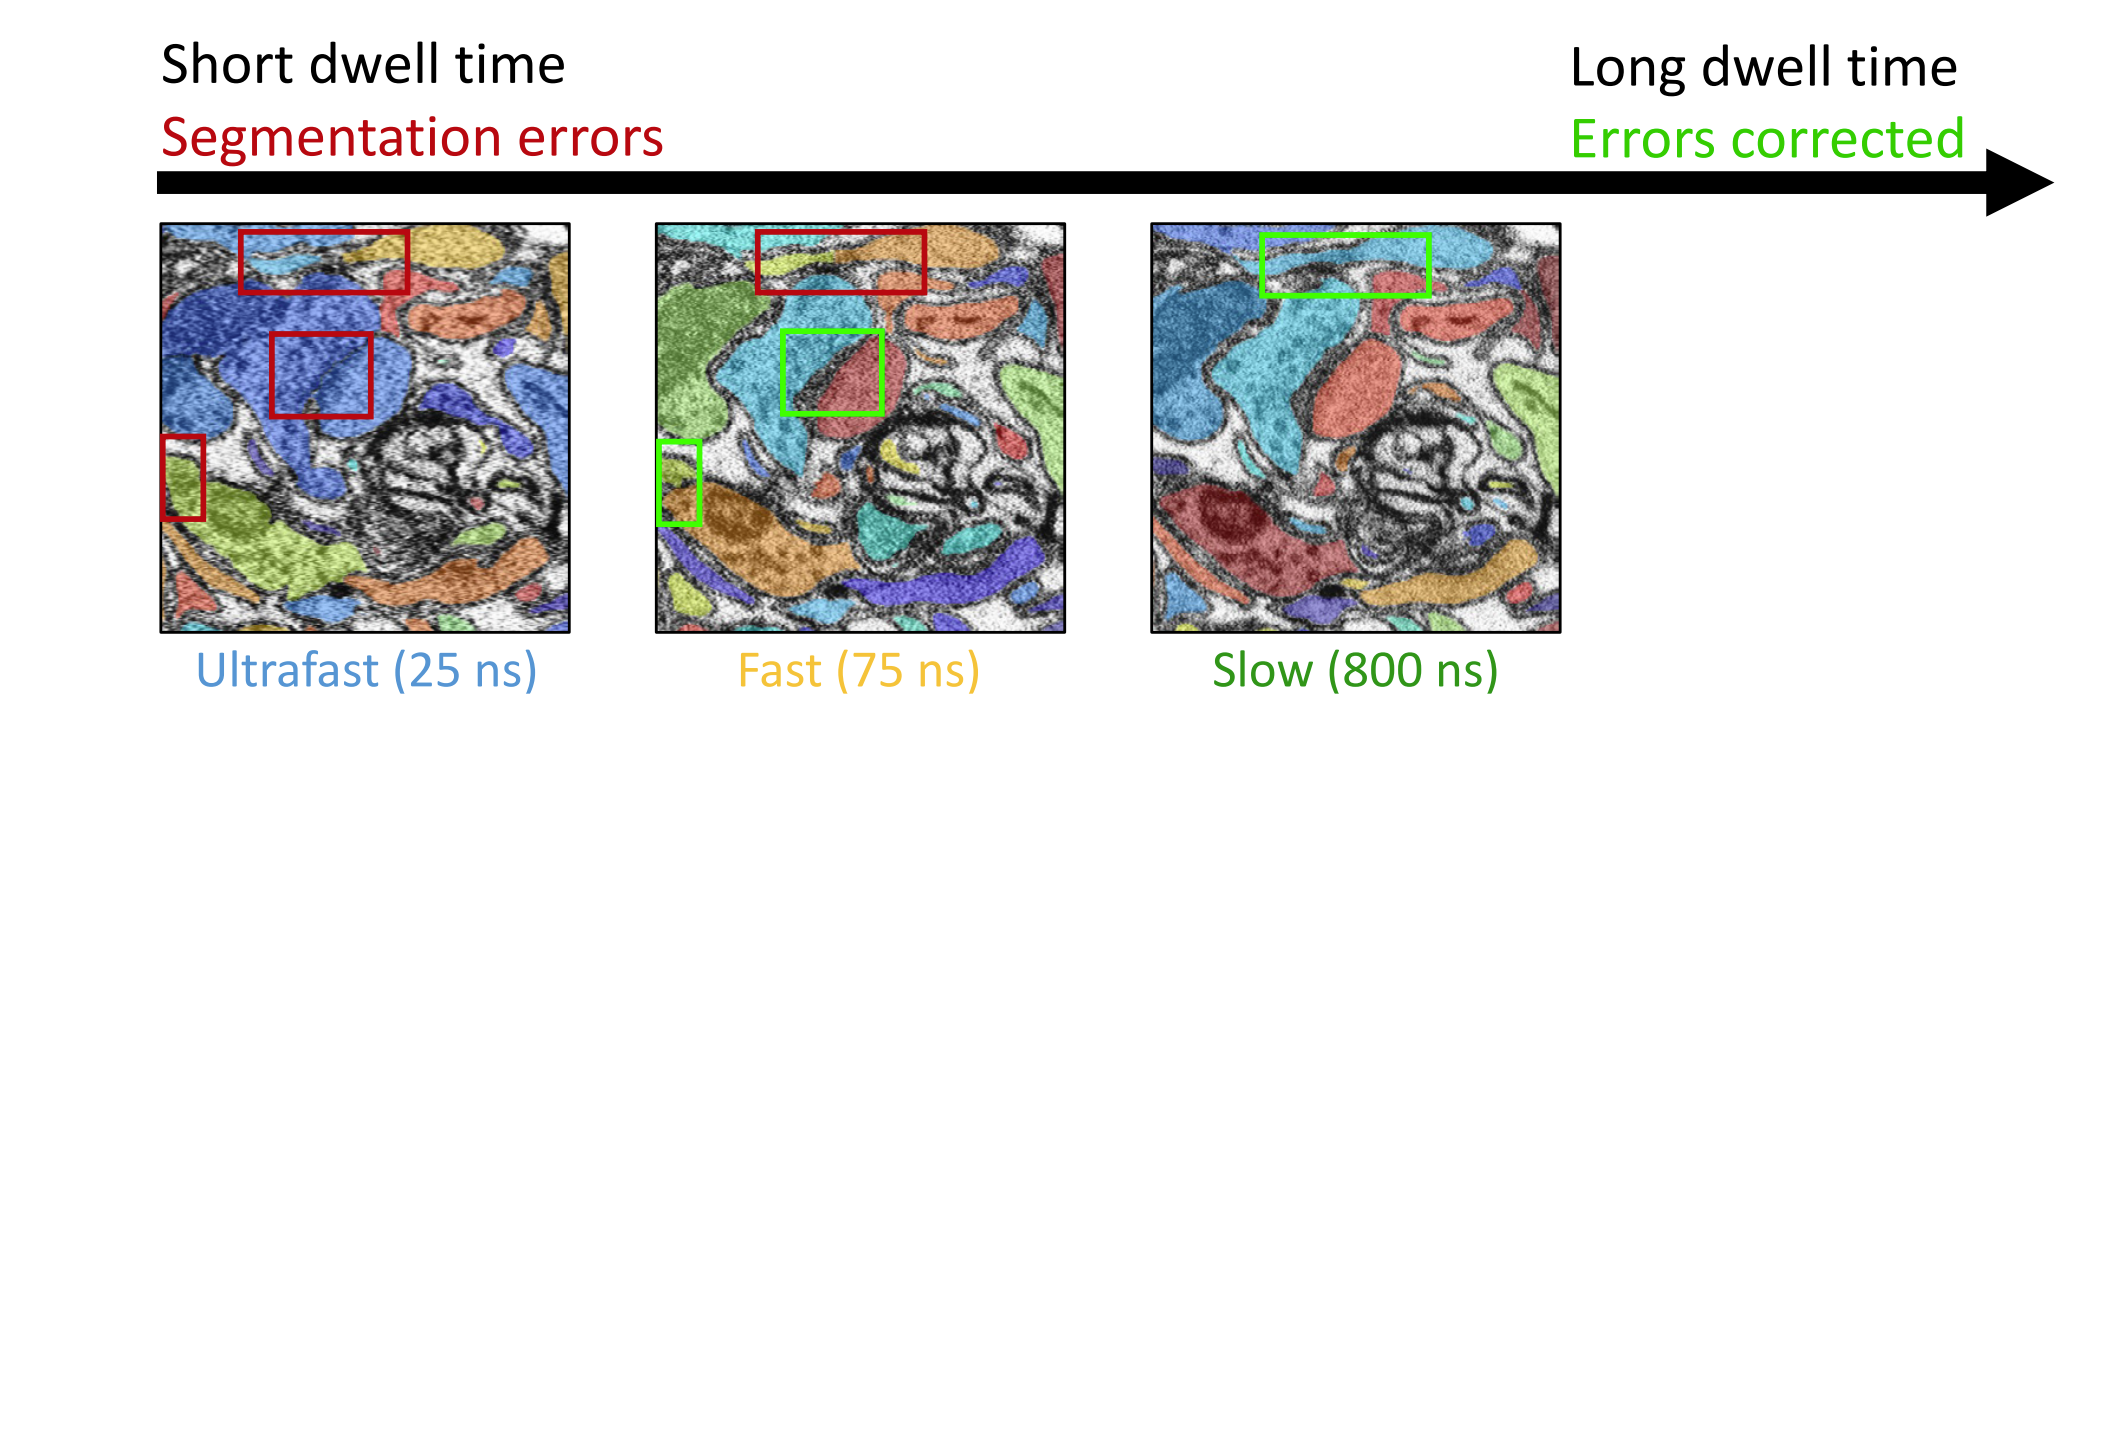 Short dwell time
Segmentation errors
Long dwell time
Errors corrected
Ultrafast (25 ns)
Fast (75 ns)
Slow (800 ns)